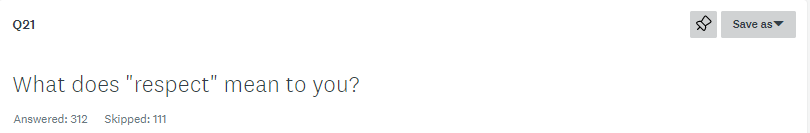 Q21
Save as
What does "respect" mean to you?
Answered: 312 Skipped: 111